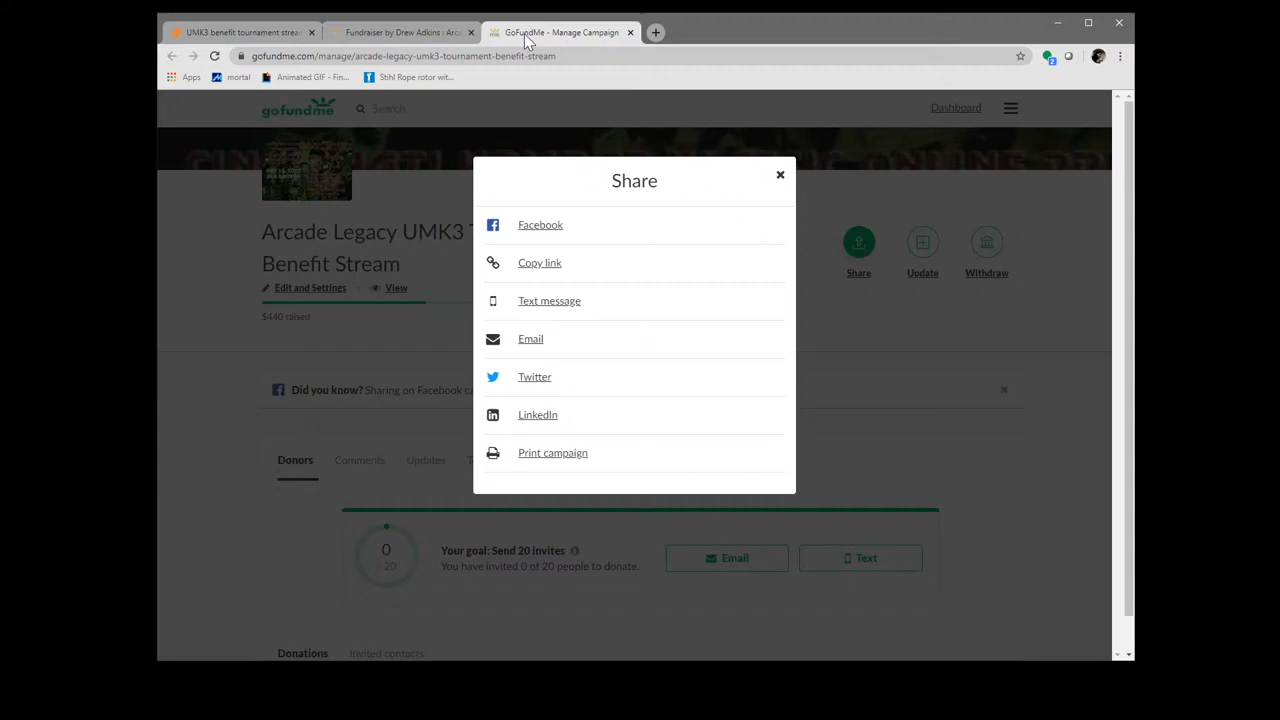 UMK3 benefit tournament strea
Fundraiser by Drew Adkins : Arca
GoFundMe - Manage Campaign
gofundme.com/manage/arcade-legacy-umk3-tournament-benefit-stream
2
Apps
mortal
Animated GIF - Fin...
Stihl Rope rotor wit...
gofundme
Search
Dashboard
Share
Arcade Legacy UMK3 T
Benefit Stream
Edit and Settings
View
$440 raised
Facebook
Copy link
Text message
Email
Twitter
LinkedIn
Print campaign
Share
Update
Withdraw
Did you know? Sharing on Facebook ca
Donors
Comments
Updates
0
/ 20
Your goal: Send 20 invites
You have invited 0 of 20 people to donate.
Email
Text
Donations
Invited contacts